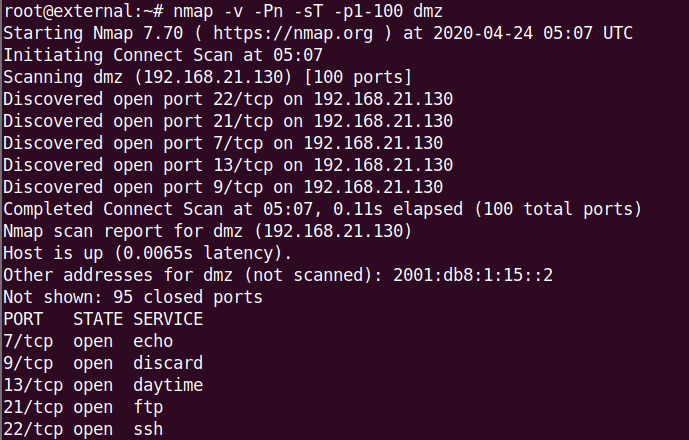 root@external:~# nmap -v -Pn -sT -p1-100 dmz
Starting Nmap 7.70 ( https://nmap.org ) at 2020-04-24 05:07 UTC
Initiating Connect Scan at 05:07
Scanning dmz (192.168.21.130) [100 ports]
Discovered open port 22/tcp on 192.168.21.130
Discovered open port 21/tcp on 192.168.21.130
Discovered open port 7/tcp on 192.168.21.130
Discovered open port 13/tcp on 192.168.21.130
Discovered open port 9/tcp on 192.168.21.130
Completed Connect Scan at 05:07, 0.11s elapsed (100 total ports)
Nmap scan report for dmz (192.168.21.130)
Host is up (0.0065s latency).
Other addresses for dmz (not scanned): 2001:db8:1:15::2
Not shown: 95 closed ports
PORT   STATE SERVICE
7/tcp  open  echo
9/tcp  open  discard
13/tcp open  daytime
21/tcp open  ftp
22/tcp open  ssh